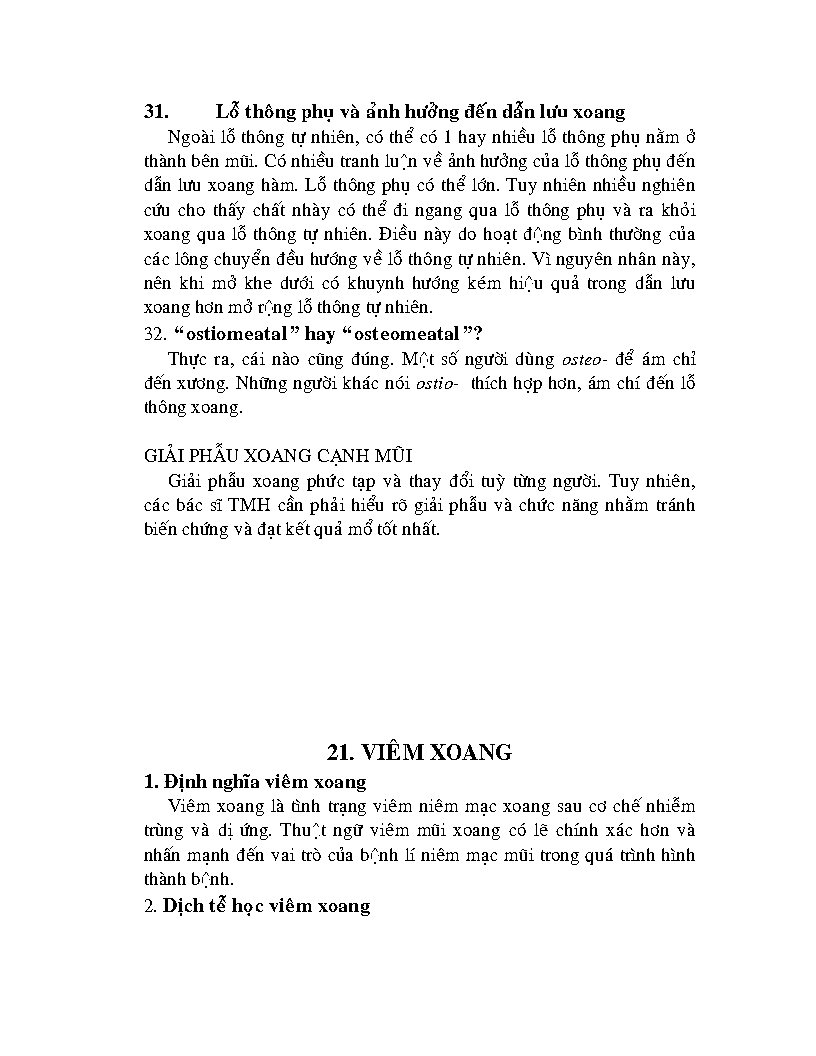 31. Lỗ thông phụ và ảnh hưởng đến dẫn lưu xoang
Ngoài lỗ thông tự nhiên, có thể có 1 hay nhiều lỗ thông phụ nằm ở
thành bên mũi. Có nhiều tranh luận về ảnh hưởng của lỗ thông phụ đến
dẫn lưu xoang hàm. Lỗ thông phụ có thể lớn. Tuy nhiên nhiều nghiên
cứu cho thấy chất nhày có thể đi ngang qua lỗ thông phụ và ra khỏi
xoang qua lỗ thông tự nhiên. Điều này do hoạt động bình thường của
các lông chuyển đều hướng về lỗ thông tự nhiên. Vì nguyên nhân này,
nên khi mở khe dưới có khuynh hướng kém hiệu quả trong dẫn lưu
xoang hơn mở rộng lỗ thông tự nhiên.
32. “ostiomeatal” hay “osteomeatal”?
Thực ra, cái nào cũng đúng. Một số người dùng osteo- để ám chỉ
đến xương. Những người khác nói ostio- thích hợp hơn, ám chí đến lỗ
thông xoang.
GIẢI PHẪU XOANG CẠNH MŨI
Giải phẫu xoang phức tạp và thay đổi tuỳ từng người. Tuy nhiên,
các bác sĩ TMH cần phải hiểu rõ giải phẫu và chức năng nhằm tránh
biến chứng và đạt kết quả mổ tốt nhất.
21. VIÊM XOANG
1. Định nghĩa viêm xoang
Viêm xoang là tình trạng viêm niêm mạc xoang sau cơ chế nhiễm
trùng và dị ứng. Thuật ngữ viêm mũi xoang có lẽ chính xác hơn và
nhấn mạnh đến vai trò của bệnh lí niêm mạc mũi trong quá trình hình
thành bệnh.
2. Dịch tễ học viêm xoang